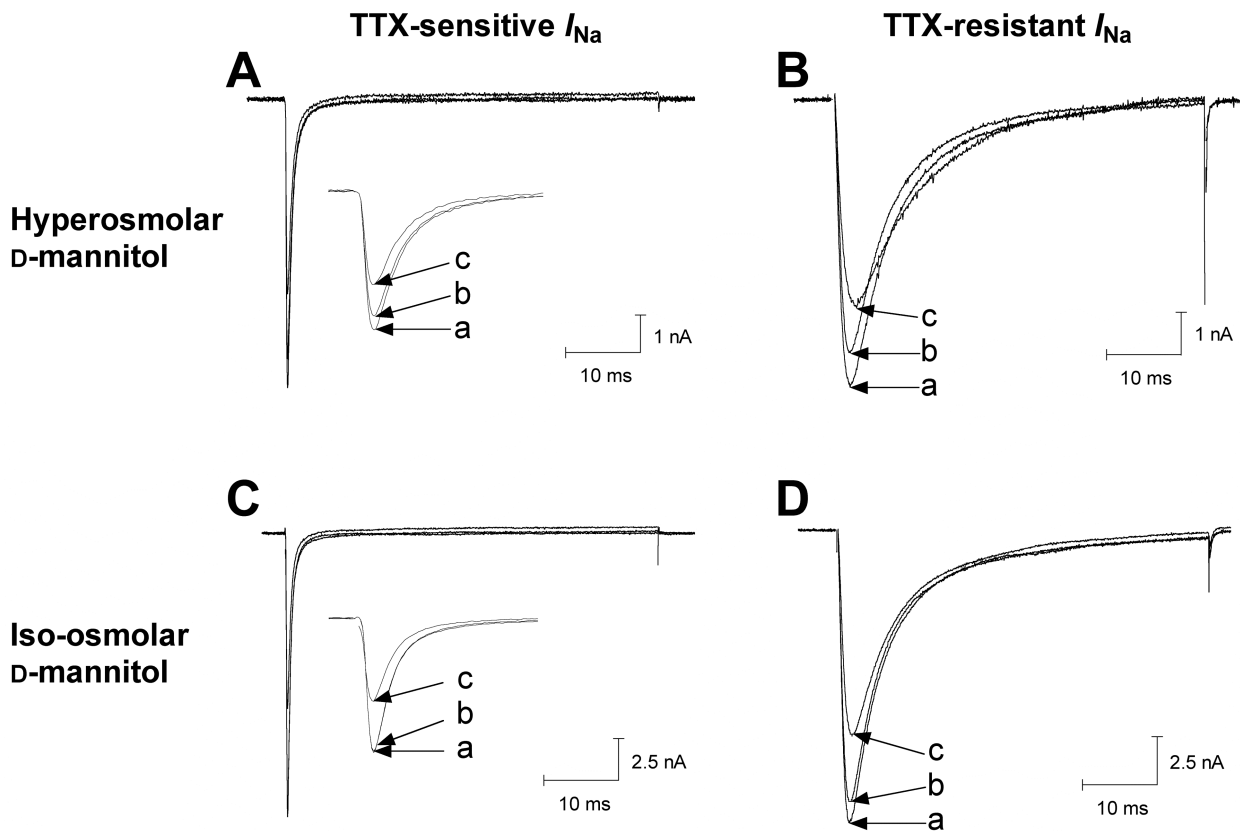 TTX-sensitive INa
TTX-resistant INa
A
B
Hyperosmolar
D-mannitol
c
b
a
1 nA
10 ms
c
b
a
1 nA
10 ms
C
D
Iso-osmolar
D-mannitol
c
b
a
2.5 nA
10 ms
c
b
a
2.5 nA
10 ms